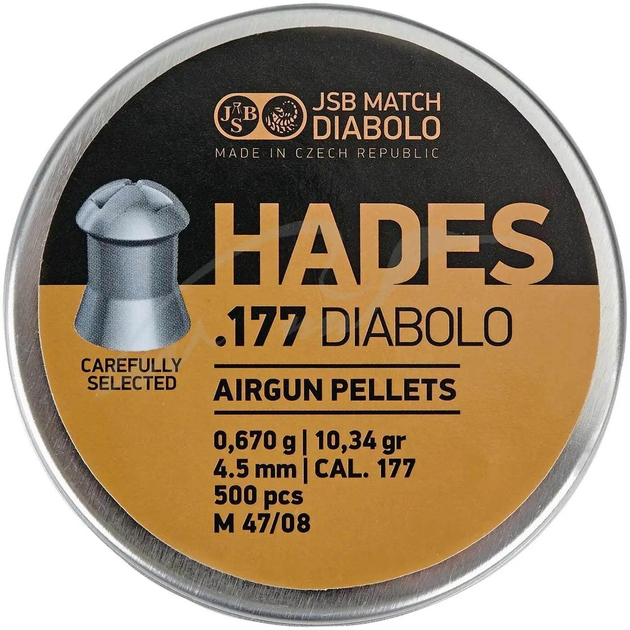 JSB
JSB MATCH
DIABOLO
MADE IN CZECH REPUBLIC
HADES
.177 DIABOLO
CAREFULLY
SELECTED
AIRGUN PELLETS
0,670 g | 10,34 gr
4.5 mm | CAL. 177
500 pcs
M 47/08